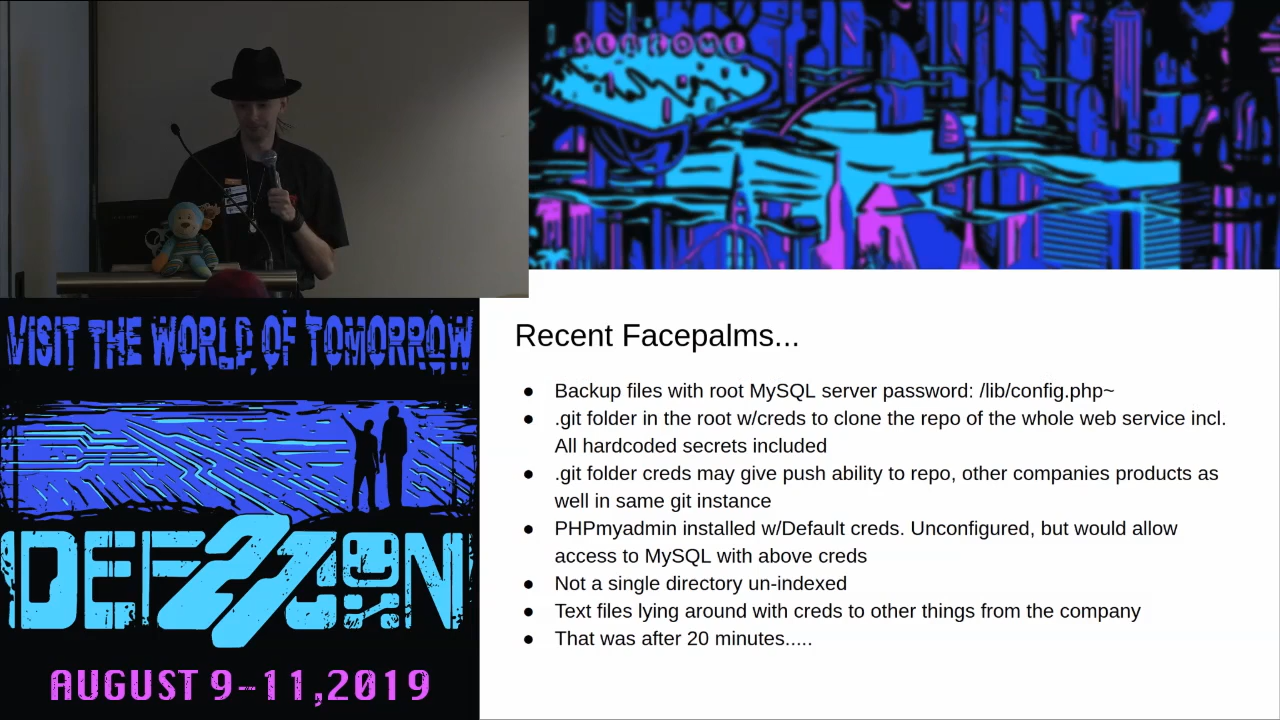 WELCOME
VISIT THE WORLD OF TOMORROW
DEF CON
27
AUGUST 9-11,2019
Recent Facepalms...
● Backup files with root MySQL server password: /lib/config.php~
● .git folder in the root w/creds to clone the repo of the whole web service incl.
All hardcoded secrets included
● .git folder creds may give push ability to repo, other companies products as
well in same git instance
● PHPmyadmin installed w/Default creds. Unconfigured, but would allow
access to MySQL with above creds
● Not a single directory un-indexed
● Text files lying around with creds to other things from the company
● That was after 20 minutes.....